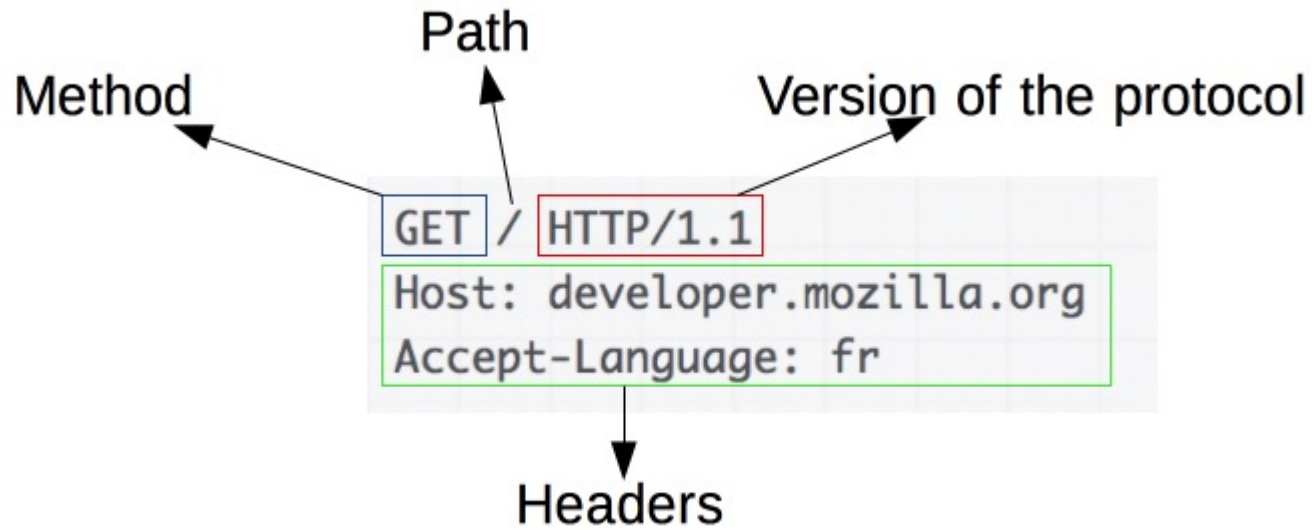 Path
Method
Version of the protocol
GET / HTTP/1.1
Host: developer.mozilla.org
Accept-Language: fr
Headers